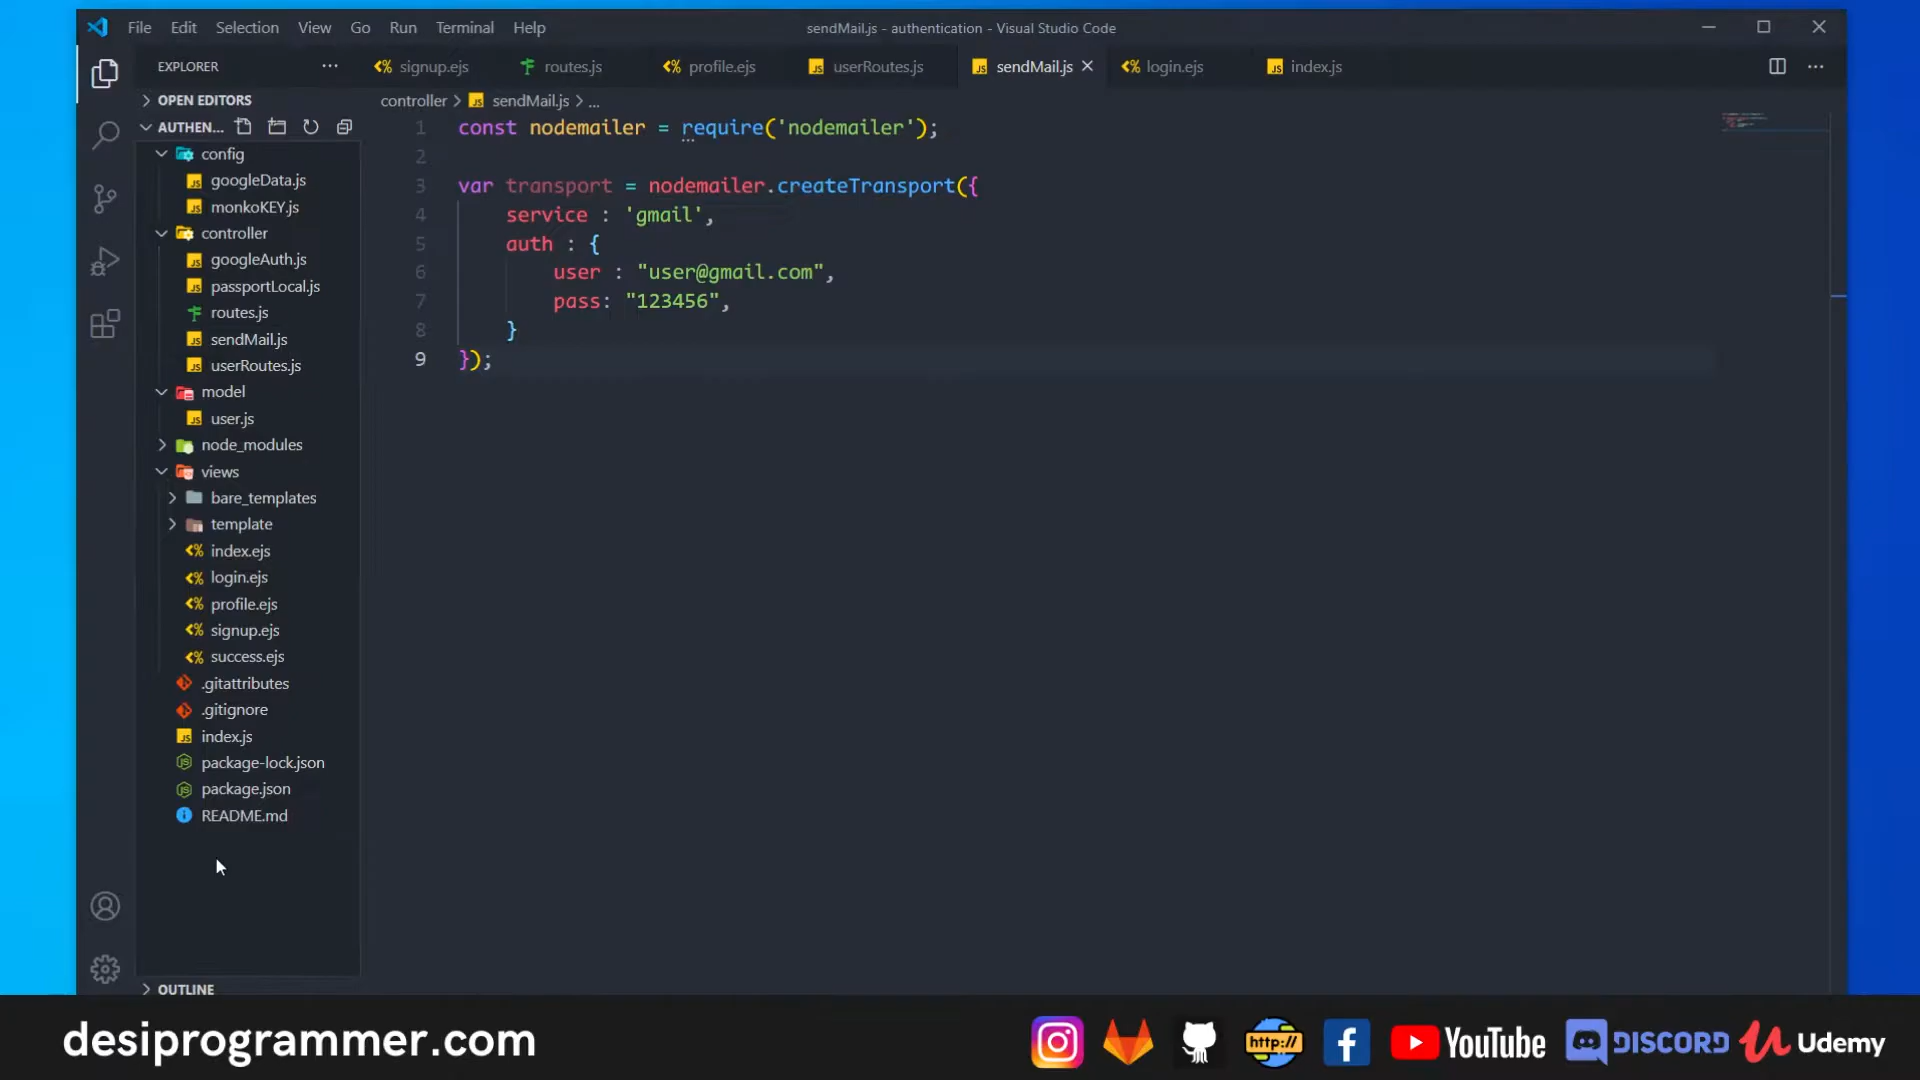 File Edit Selection View Go Run Terminal Help
sendMail.js - authentication - Visual Studio Code
EXPLORER
signup.ejs routes.js profile.ejs userRoutes.js sendMail.js login.ejs index.js
OPEN EDITORS
AUTHEN...
config
googleData.js
monkoKEY.js
controller
googleAuth.js
passportLocal.js
routes.js
sendMail.js
userRoutes.js
model
user.js
node_modules
views
bare_templates
template
index.ejs
login.ejs
profile.ejs
signup.ejs
success.ejs
.gitattributes
.gitignore
index.js
package-lock.json
package.json
README.md
OUTLINE
controller > sendMail.js > ...
1 const nodemailer = require('nodemailer');
2
3 var transport = nodemailer.createTransport({
4 service : 'gmail',
5 auth : {
6 user : "user@gmail.com",
7 pass: "123456",
8 }
9 });
desiprogrammer.com
http://
YouTube
DISCORD
Udemy